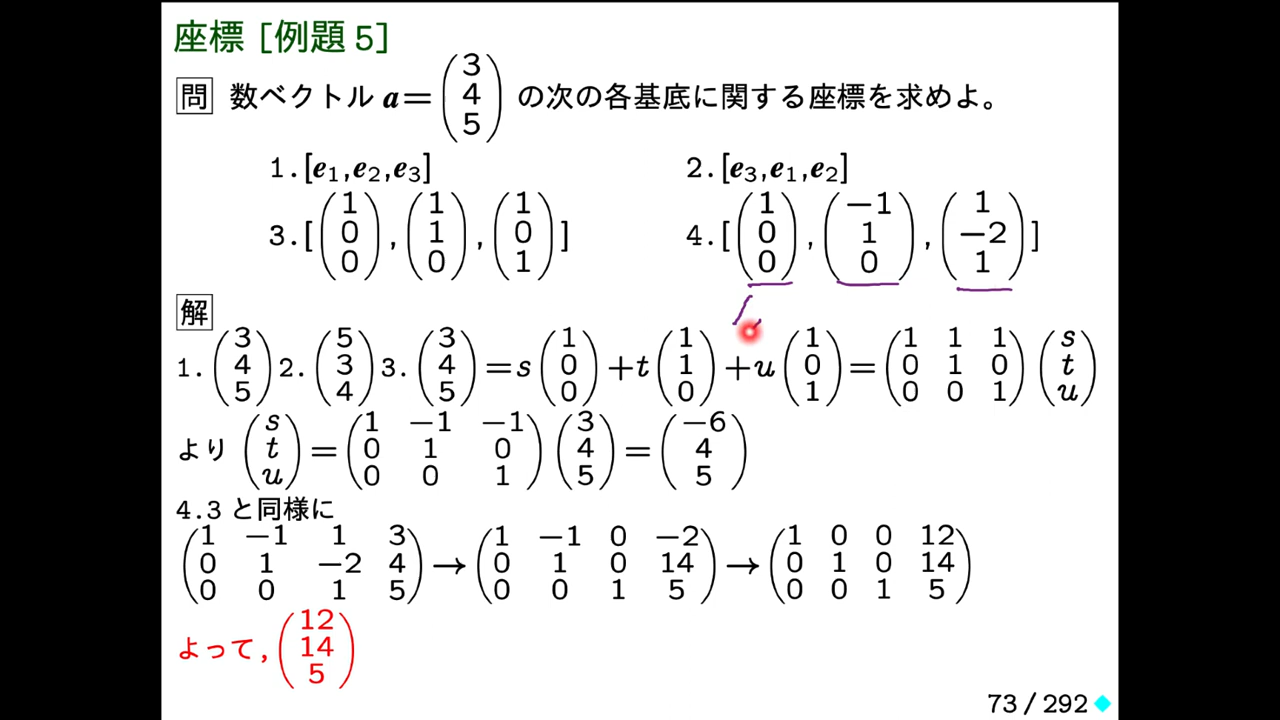 座標 [例題 5]
問 数ベクトル a=(3 4 5) の次の各基底に関する座標を求めよ。
1.[e₁,e₂,e₃] 2.[e₃,e₁,e₂]
3.[(1 0 0),(1 1 0),(1 0 1)] 4.[(1 0 0),(−1 1 0),(1 −2 1)]
解
1.(3 4 5) 2.(5 3 4) 3.(3 4 5)=s(1 0 0)+t(1 1 0)+u(1 0 1)=(1 1 1 0 1 0 0 0 1)(s t u)
より (s t u)=(1 −1 −1 0 1 0 0 0 1)(3 4 5)=(−6 4 5)
4.3 と同様に
(1 −1 1 3 0 1 −2 4 0 0 1 5)→(1 −1 0 −2 0 1 0 14 0 0 1 5)→(1 0 0 12 0 1 0 14 0 0 1 5)
よって,(12 14 5)
73 / 292